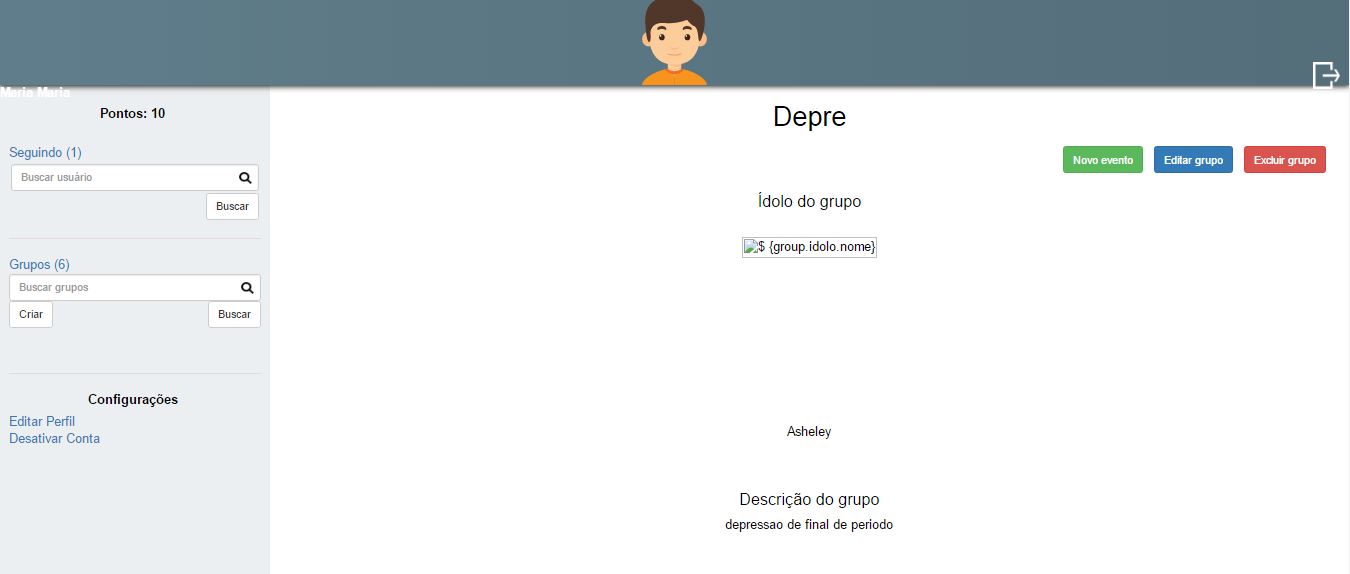 Maria Maria
Pontos: 10
Seguindo (1)
Buscar usuário
Buscar
Grupos (6)
Buscar grupos
Criar
Buscar
Configurações
Editar Perfil
Desativar Conta
Depre
Novo evento
Editar grupo
Excluir grupo
Ídolo do grupo
$ {group.idolo.nome}
Asheley
Descrição do grupo
depressao de final de periodo